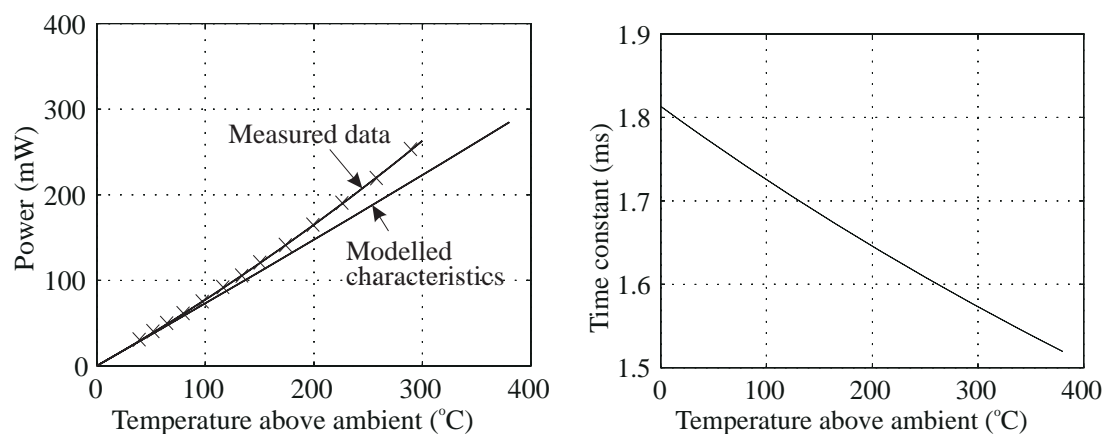 400
300
200
100
0
Power (mW)
Measured data
Modelled
characteristics
0 100 200 300 400
Temperature above ambient (°C)
1.9
1.8
1.7
1.6
1.5
Time constant (ms)
0 100 200 300 400
Temperature above ambient (°C)